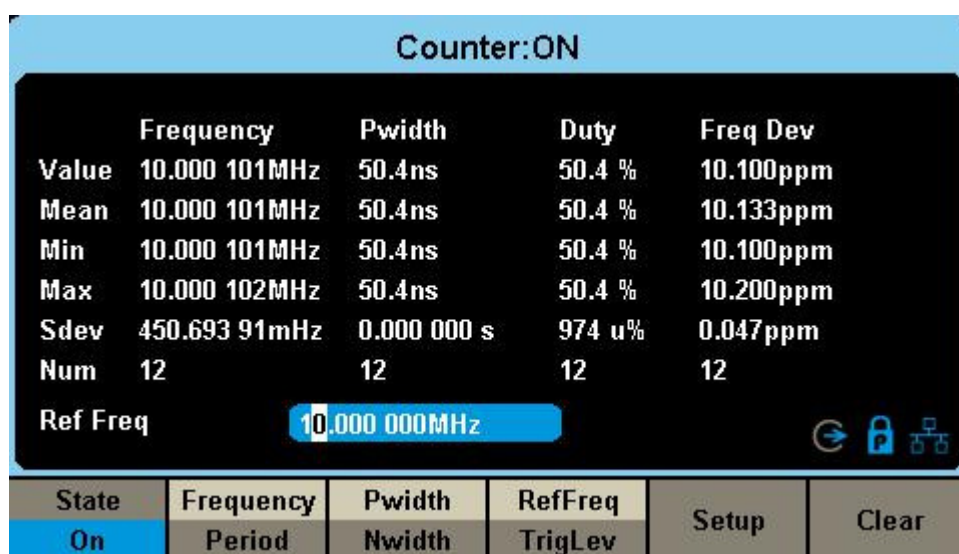 Counter:ON
Frequency Pwidth Duty Freq Dev
Value 10.000 101MHz 50.4ns 50.4 % 10.100ppm
Mean 10.000 101MHz 50.4ns 50.4 % 10.133ppm
Min 10.000 101MHz 50.4ns 50.4 % 10.100ppm
Max 10.000 102MHz 50.4ns 50.4 % 10.200ppm
Sdev 450.693 91mHz 0.000 000 s 974 u% 0.047ppm
Num 12 12 12 12
Ref Freq 10.000 000MHz
P
State Frequency Pwidth RefFreq Setup Clear
On Period Nwidth TrigLev